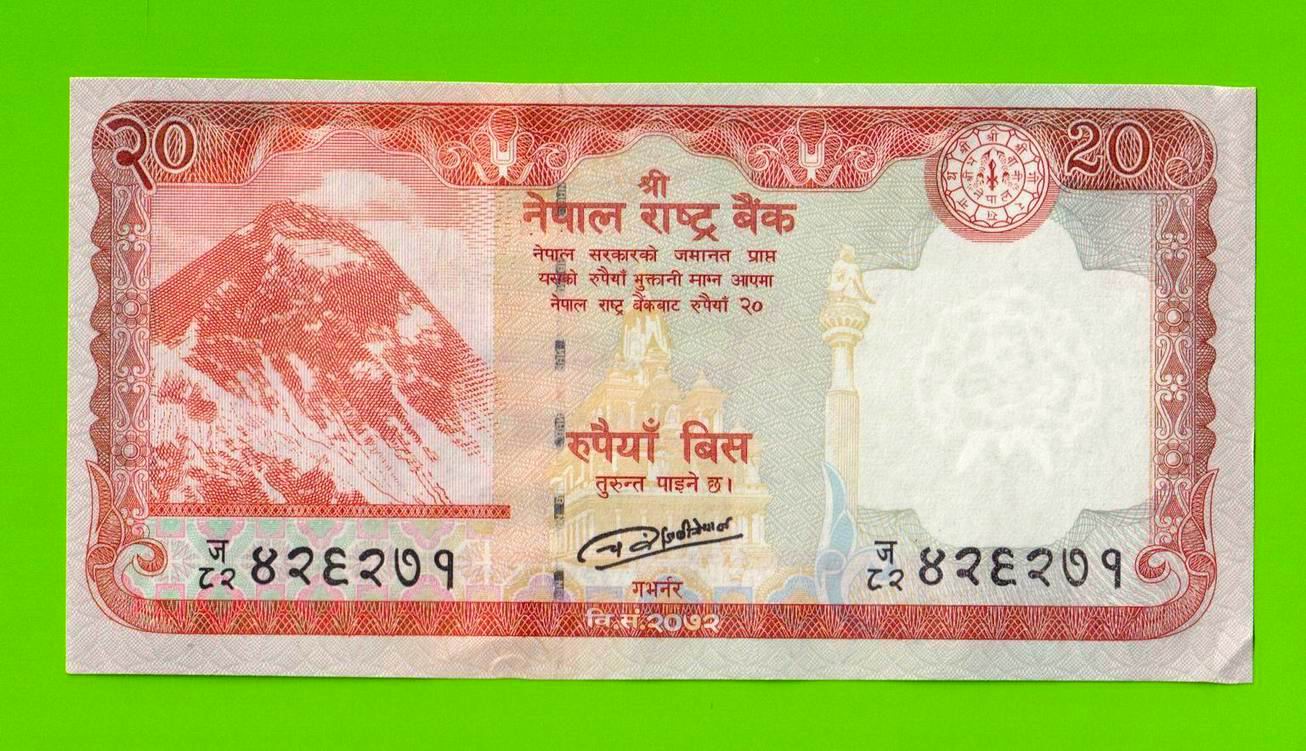 २० 20
श्री
नेपाल राष्ट्र बैंक
नेपाल सरकारको जमानत प्राप्त
यसको रुपैयाँ भुक्तानी माग्न आएमा
नेपाल राष्ट्र बैंकबाट रुपैयाँ २०
रुपैयाँ बिस
तुरुन्त पाइने छ।
ज
८२ ४२६२७१
ज
८२ ४२६२७१
गभर्नर
वि.सं.२०७२